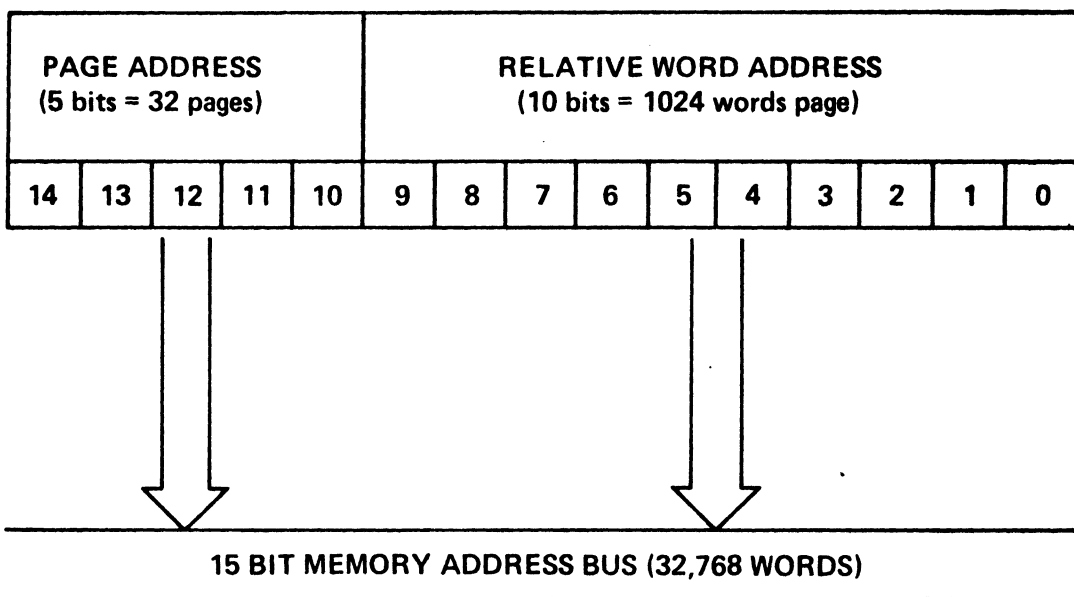 PAGE ADDRESS
(5 bits = 32 pages)
RELATIVE WORD ADDRESS
(10 bits = 1024 words page)
14 13 12 11 10 9 8 7 6 5 4 3 2 1 0
15 BIT MEMORY ADDRESS BUS (32,768 WORDS)